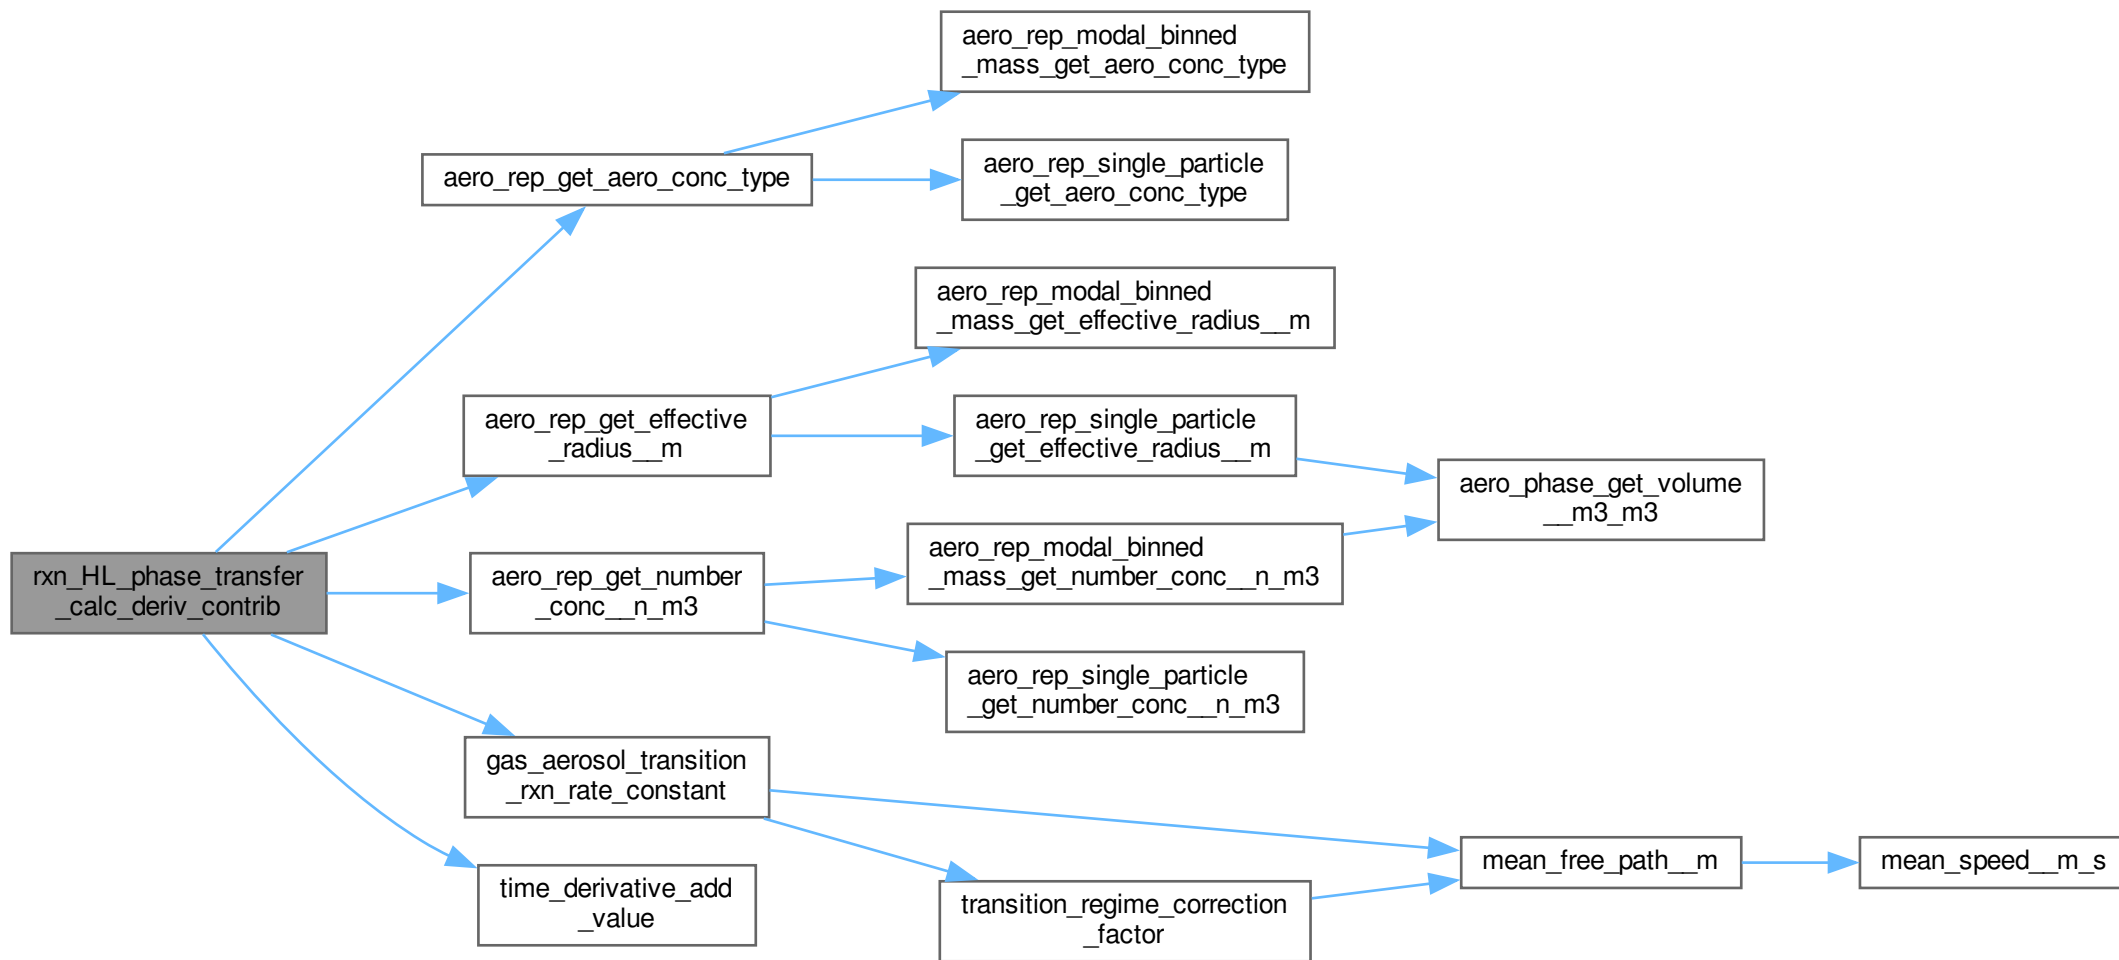 aero_rep_modal_binned
_mass_get_aero_conc_type
aero_rep_get_aero_conc_type
aero_rep_single_particle
_get_aero_conc_type
aero_rep_modal_binned
_mass_get_effective_radius__m
aero_rep_get_effective
_radius__m
aero_rep_single_particle
_get_effective_radius__m
aero_phase_get_volume
__m3_m3
rxn_HL_phase_transfer
_calc_deriv_contrib
aero_rep_get_number
_conc__n_m3
aero_rep_modal_binned
_mass_get_number_conc__n_m3
aero_rep_single_particle
_get_number_conc__n_m3
gas_aerosol_transition
_rxn_rate_constant
mean_free_path__m
mean_speed__m_s
time_derivative_add
_value
transition_regime_correction
_factor